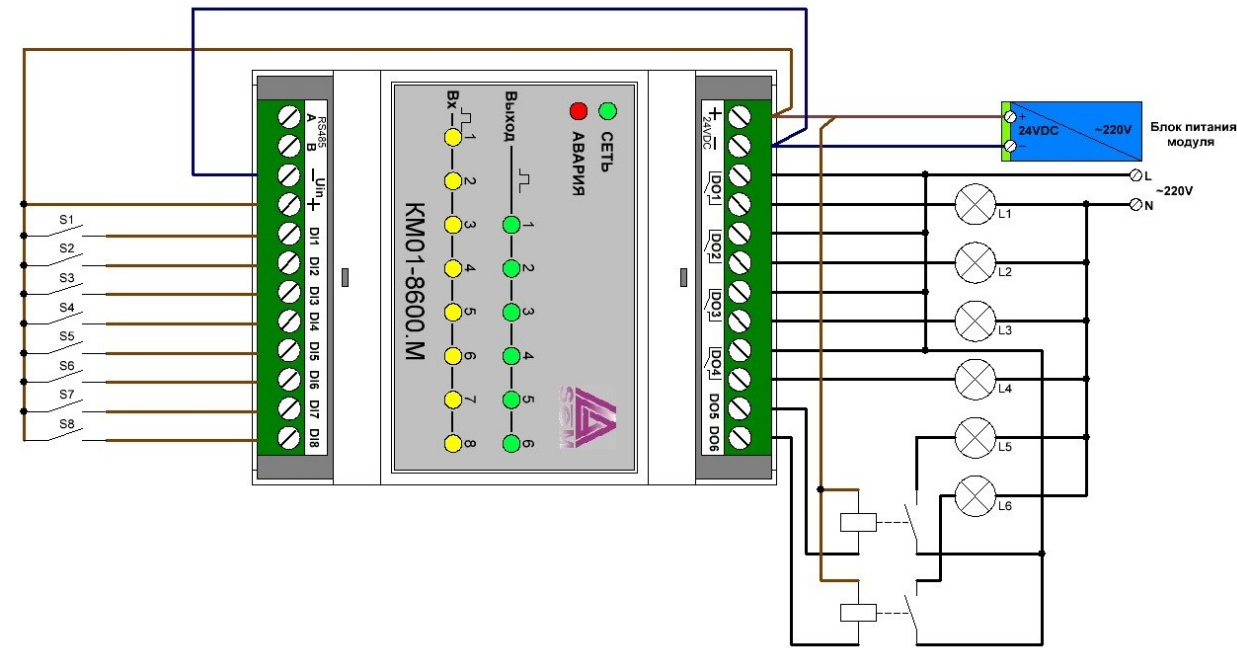 A
B
RS485
–
Uin
+
DI1
DI2
DI3
DI4
DI5
DI6
DI7
DI8
S1
S2
S3
S4
S5
S6
S7
S8
Вх
1
2
3
4
5
6
7
8
Выход
1
2
3
4
5
6
АВАРИЯ
СЕТЬ
КМ01-8600.М
SOM
+
24VDC
–
DO1
DO2
DO3
DO4
DO5
DO6
+
24VDC
–
~220V
Блок питания
модуля
L
~220V
N
L1
L2
L3
L4
L5
L6